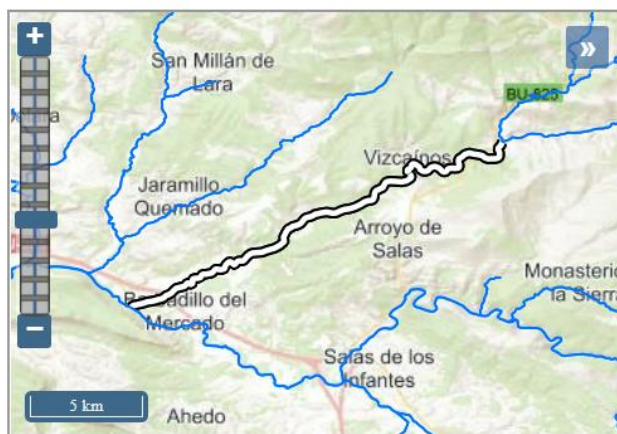 +
San Millán de
Lara
»
BU-825
Vizcaínos
Jaramillo
Quemado
Arroyo de
Salas
Monasterio
la Sierra
Barbadillo del
Mercado
Salas de los
Infantes
5 km
Ahedo